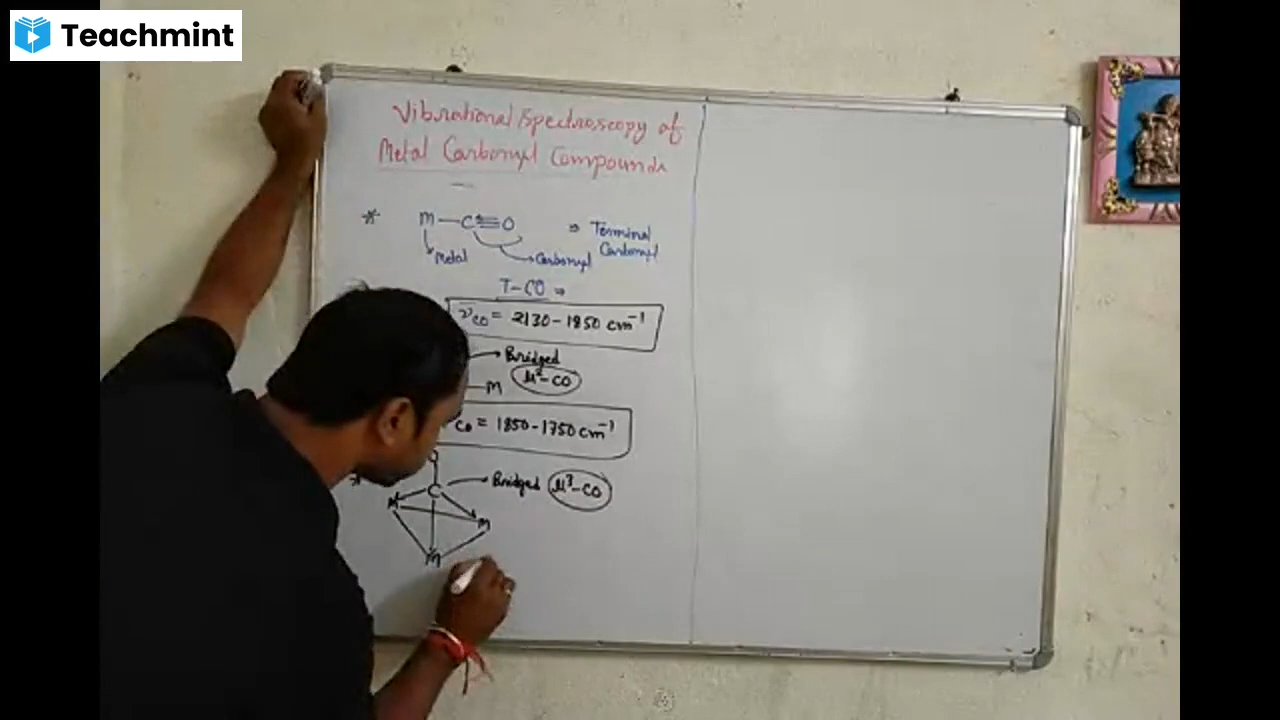 Teachmint
Vibrational Spectroscopy of
Metal Carbonyl Compounds
* M—C≡O ⇒ Terminal
Carbonyl
Metal Carbonyl
T-CO ⇒
ν̄CO = 2130-1850 cm⁻¹
Bridged
μ²-CO
—M
CO = 1850-1750 cm⁻¹
O
* C Bridged μ³-CO
M
M
M